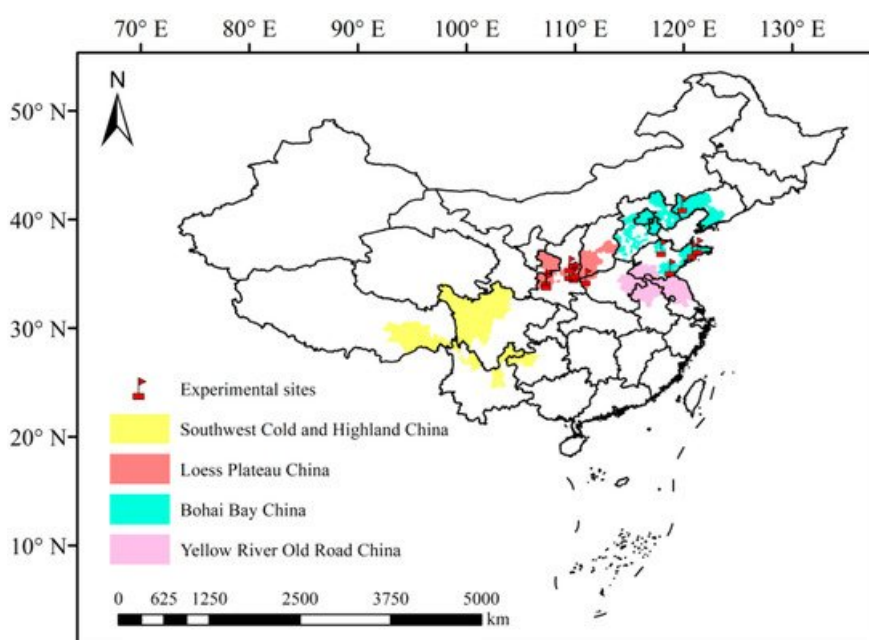 70° E 80° E 90° E 100° E 110° E 120° E 130° E
N
50° N
40° N
30° N
20° N
10° N
Experimental sites
Southwest Cold and Highland China
Loess Plateau China
Bohai Bay China
Yellow River Old Road China
0 625 1250 2500 3750 5000
km